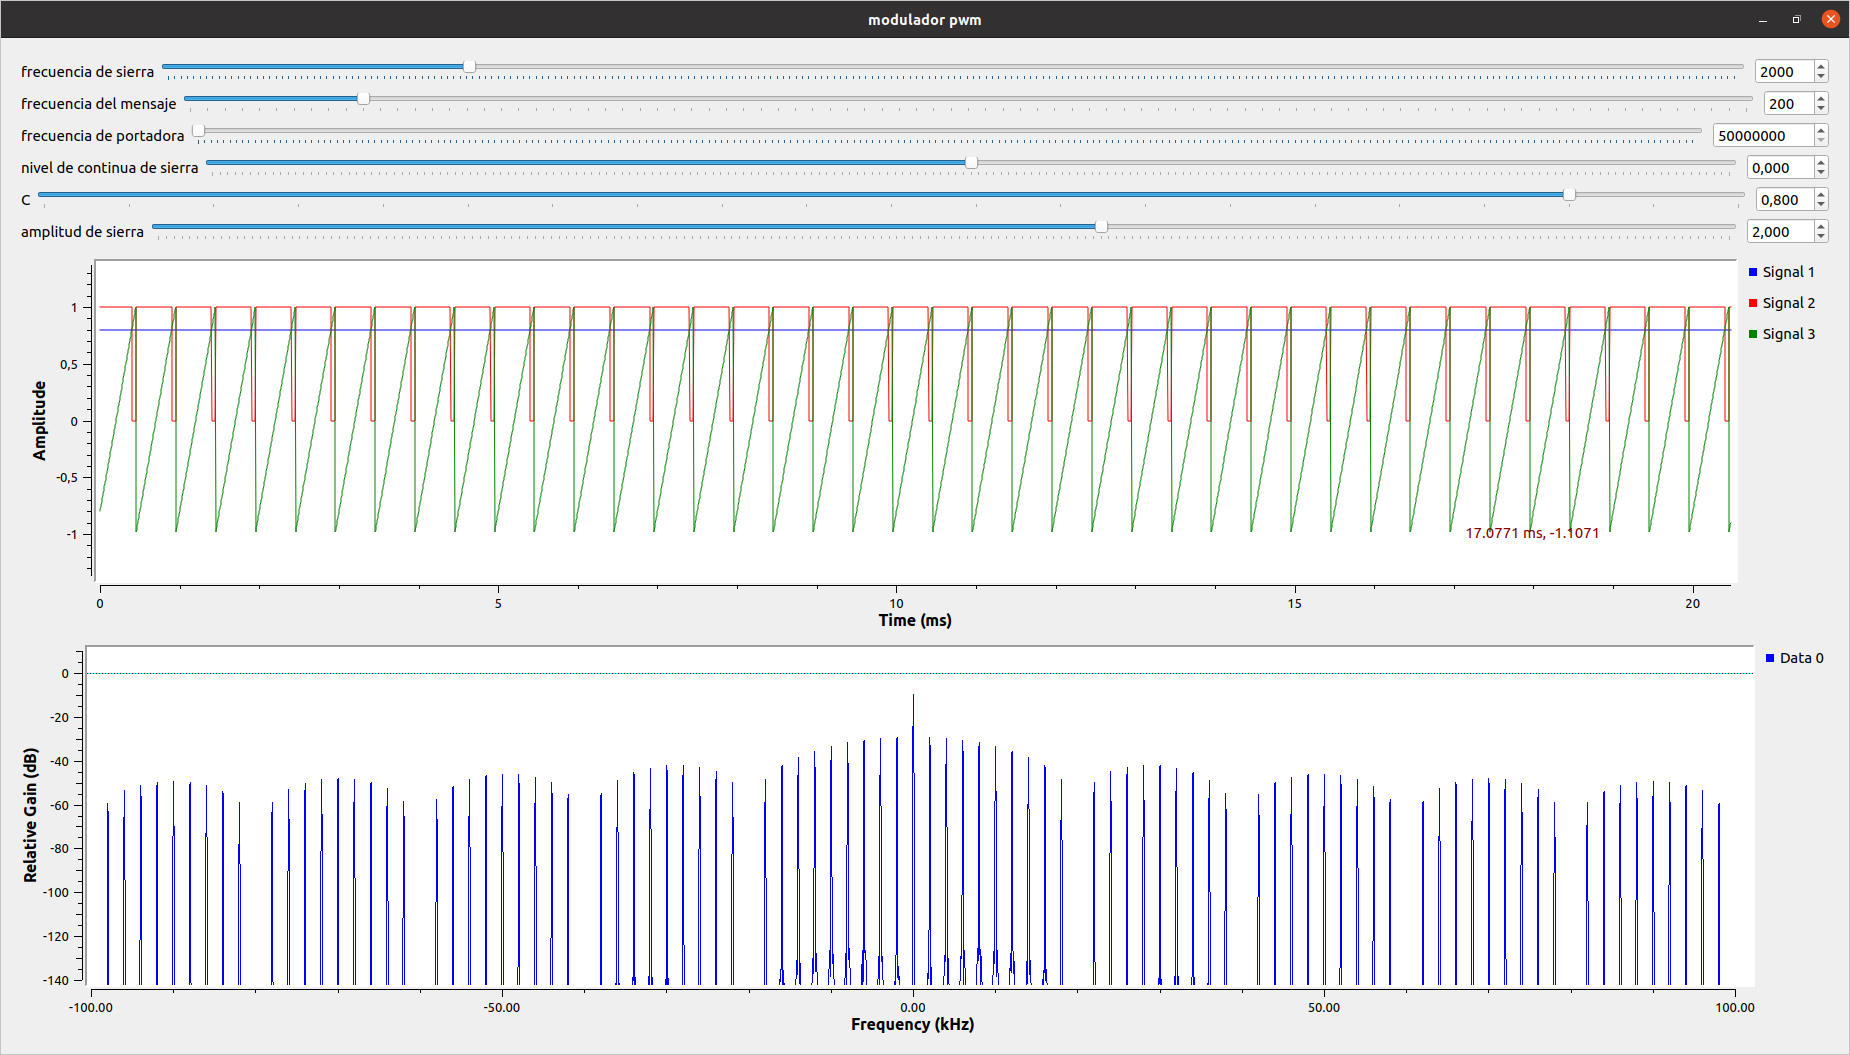 modulador pwm
frecuencia de sierra 2000
frecuencia del mensaje 200
frecuencia de portadora 50000000
nivel de continua de sierra 0,000
C 0,800
amplitud de sierra 2,000
Signal 1
Signal 2
Signal 3
Amplitude
1
0,5
0
-0,5
-1
17.0771 ms, -1.1071
0 5 10 15 20
Time (ms)
Data 0
Relative Gain (dB)
0
-20
-40
-60
-80
-100
-120
-140
-100.00 -50.00 0.00 50.00 100.00
Frequency (kHz)